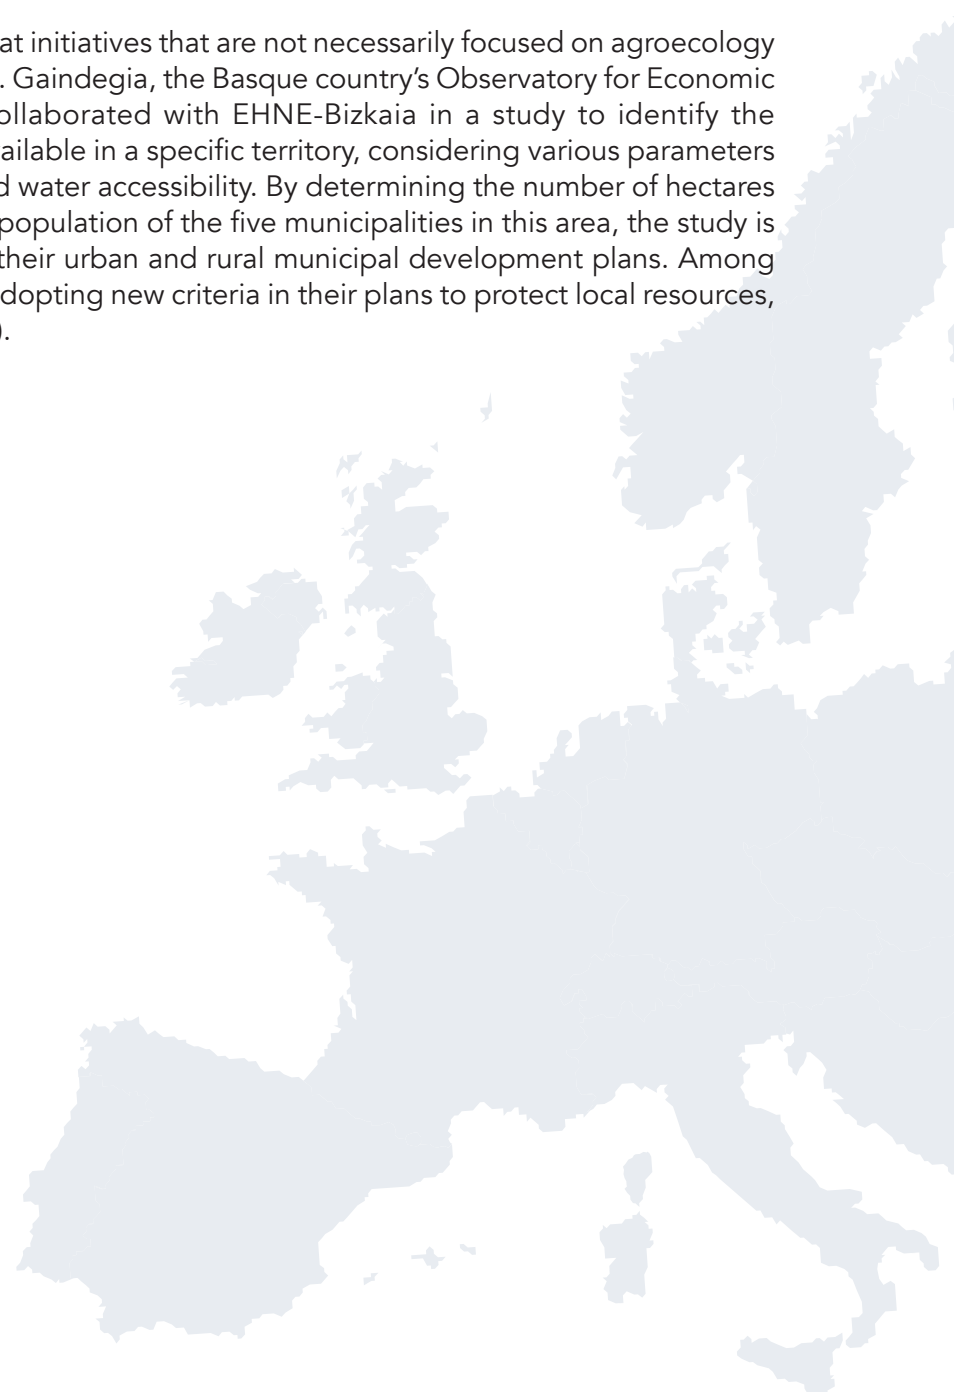 at initiatives that are not necessarily focused on agroecology
. Gaindegia, the Basque country’s Observatory for Economic
ollaborated with EHNE-Bizkaia in a study to identify the
ailable in a specific territory, considering various parameters
d water accessibility. By determining the number of hectares
population of the five municipalities in this area, the study is
their urban and rural municipal development plans. Among
dopting new criteria in their plans to protect local resources,
).